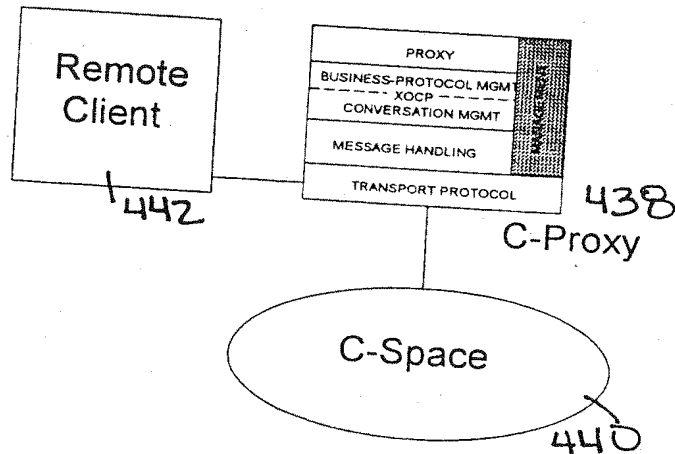 Remote
Client
442
PROXY
BUSINESS-PROTOCOL MGMT
XOCP
CONVERSATION MGMT
MESSAGE HANDLING
TRANSPORT PROTOCOL
438
C-Proxy
C-Space
440